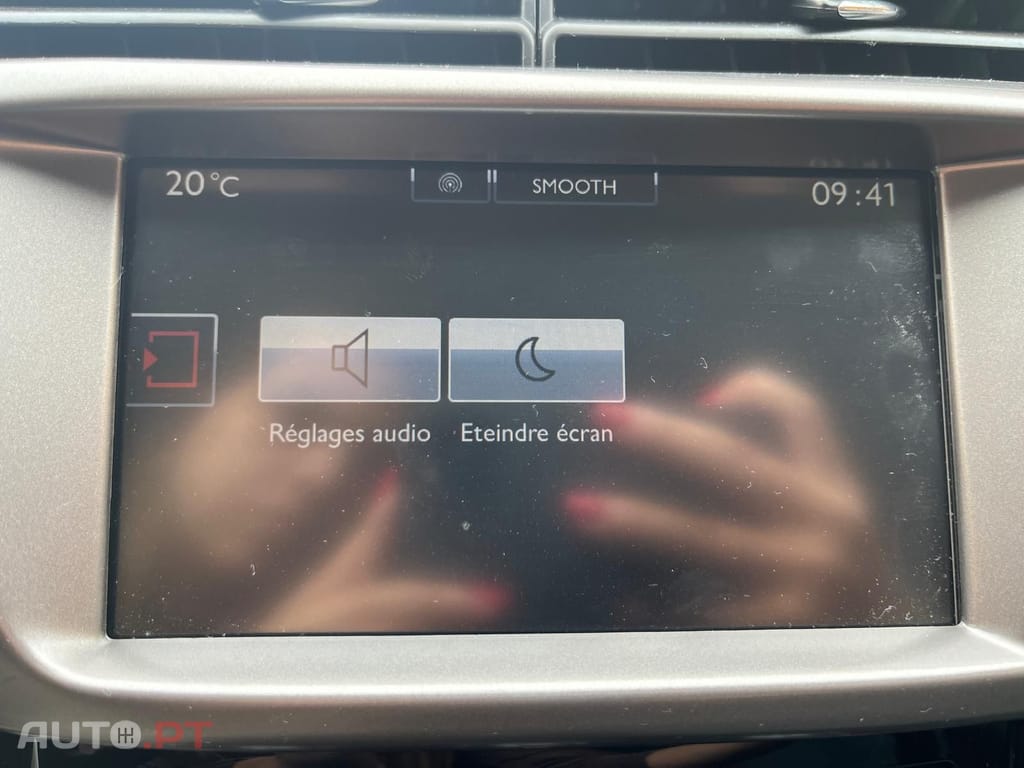 20°C
SMOOTH
09:41
Réglages audio
Eteindre écran
AUTO.PT